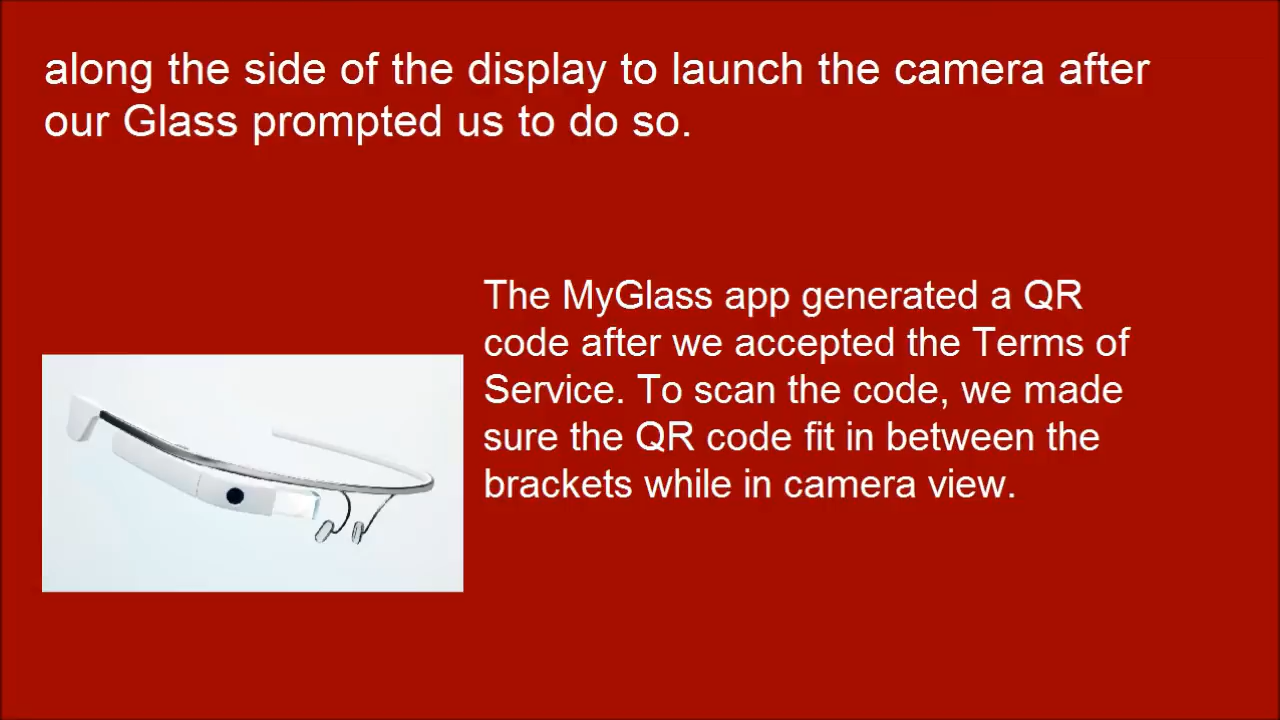 along the side of the display to launch the camera after
our Glass prompted us to do so.
The MyGlass app generated a QR
code after we accepted the Terms of
Service. To scan the code, we made
sure the QR code fit in between the
brackets while in camera view.